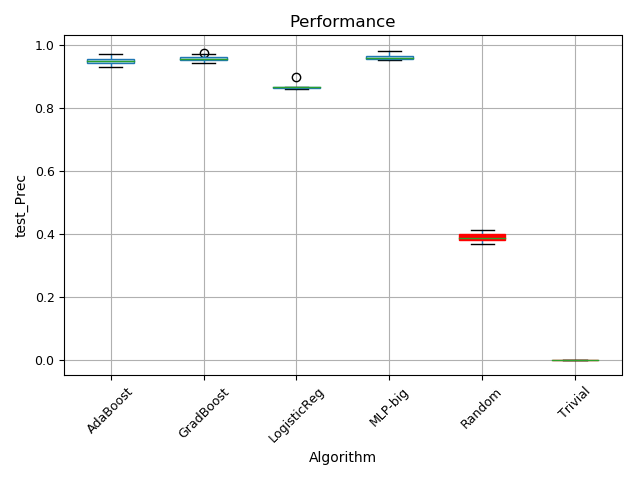 Performance
test_Prec
1.0
0.8
0.6
0.4
0.2
0.0
AdaBoost
GradBoost
LogisticReg
MLP-big
Random
Trivial
Algorithm